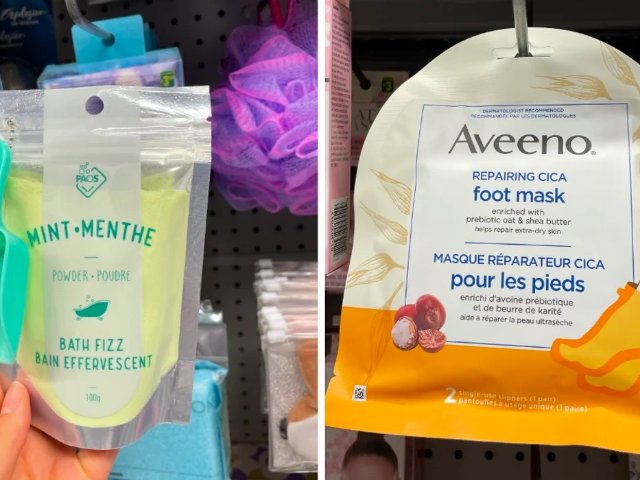 PAOS
MINT•MENTHE
POWDER • POUDRE
BATH FIZZ
BAIN EFFERVESCENT
100g
DERMATOLOGIST RECOMMENDED
RECOMMANDÉE PAR LES DERMATOLOGUES
Aveeno®
REPAIRING CICA
foot mask
enriched with
prebiotic oat & shea butter
helps repair extra-dry skin
MASQUE RÉPARATEUR CICA
pour les pieds
enrichi d'avoine prébiotique
et de beurre de karité
aide à réparer la peau ultrasèche
2 single-use slippers (1 pair)
pantoufles à usage unique (1 paire)